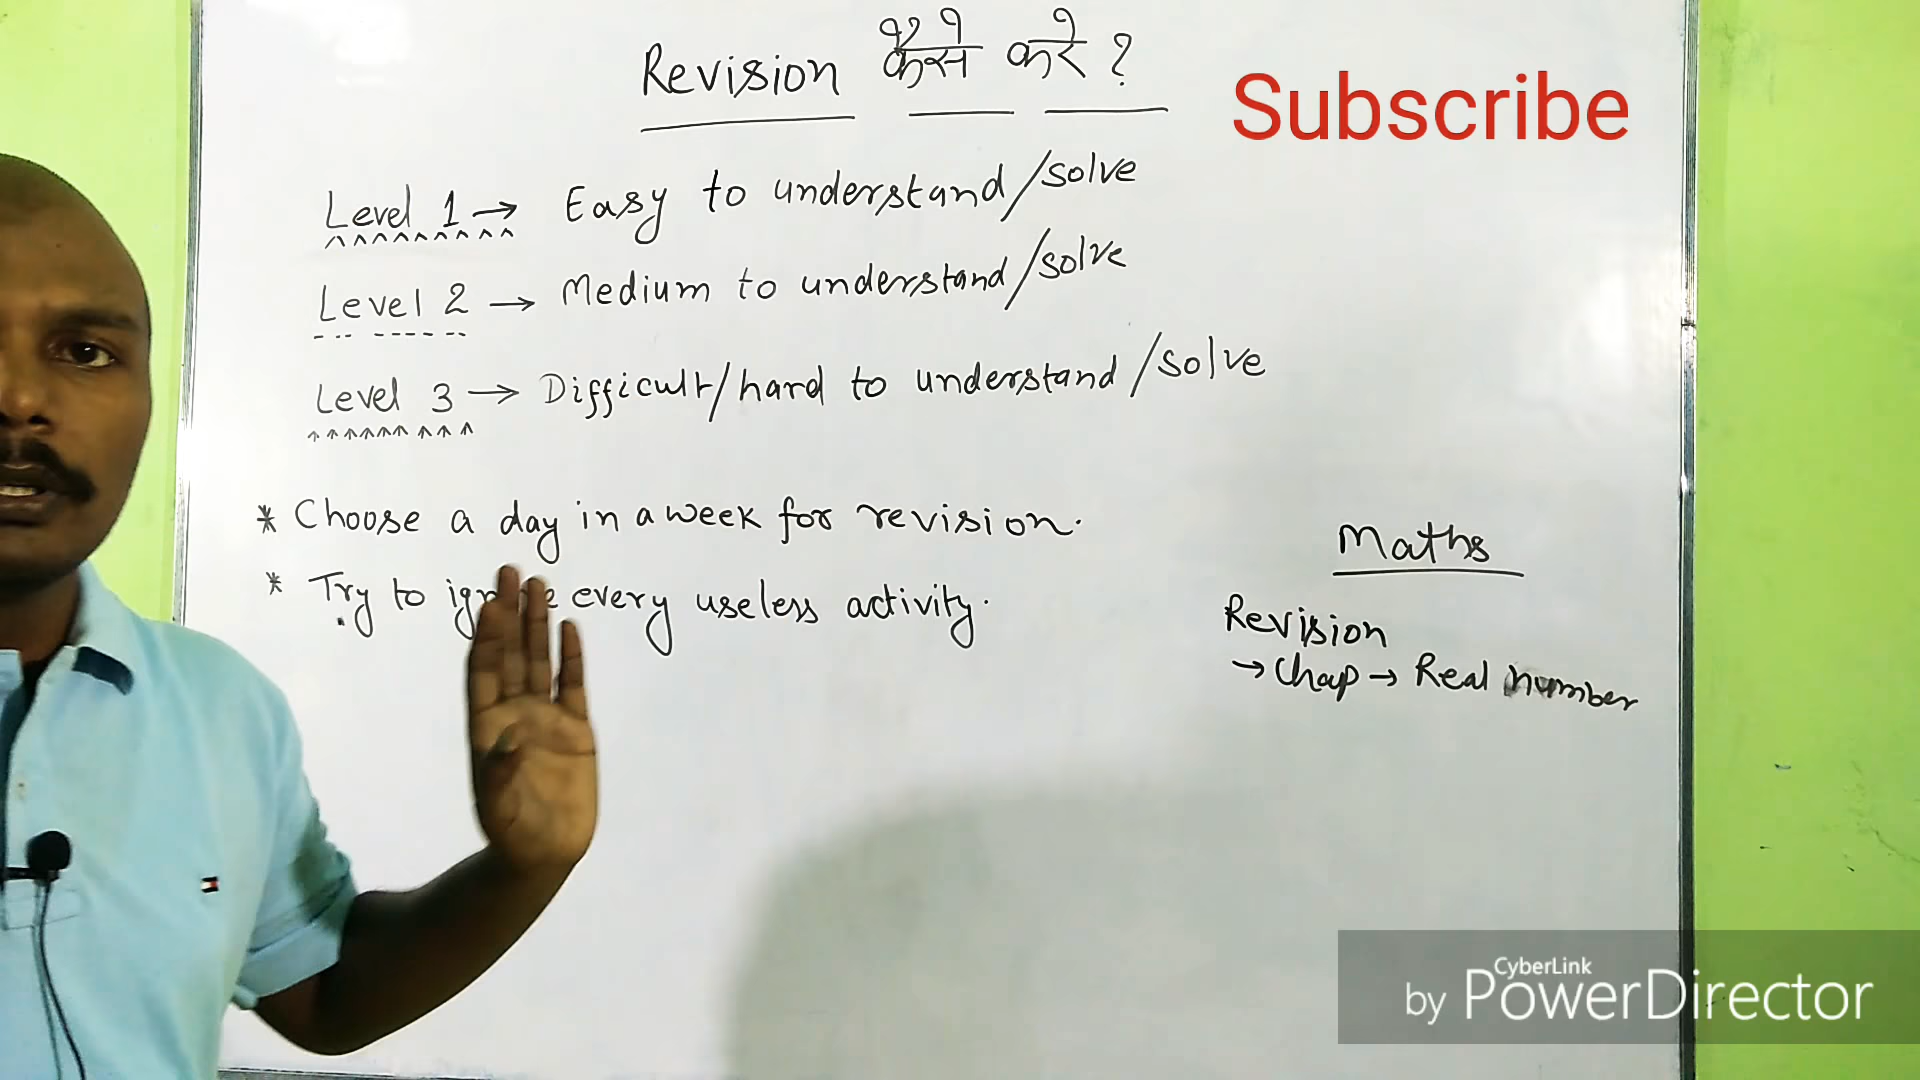 Revision कैसे करे ?
Subscribe
Level 1 → Easy to understand/solve
Level 2 → Medium to understand/solve
Level 3 → Difficult/hard to understand/solve
* Choose a day in a week for revision.
* Try to ignore every useless activity.
Maths
Revision
→ Chap → Real number
CyberLink
by PowerDirector